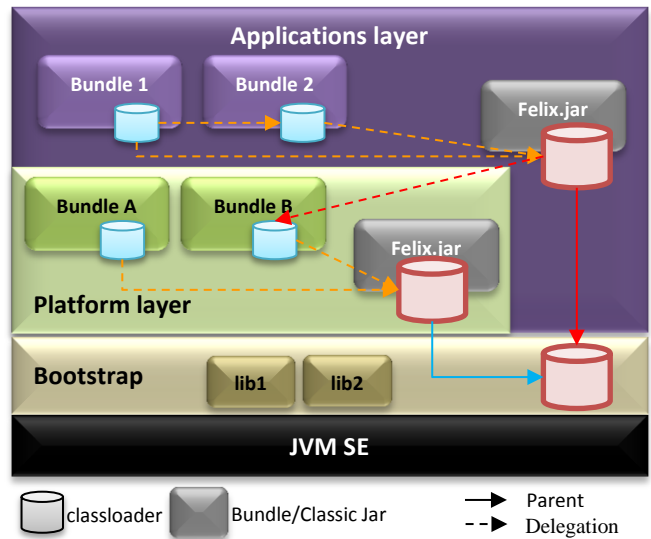 Applications layer
Bundle 1
Bundle 2
Felix.jar
Bundle A
Bundle B
Felix.jar
Platform layer
Bootstrap
lib1
lib2
JVM SE
classloader
Bundle/Classic Jar
Parent
Delegation